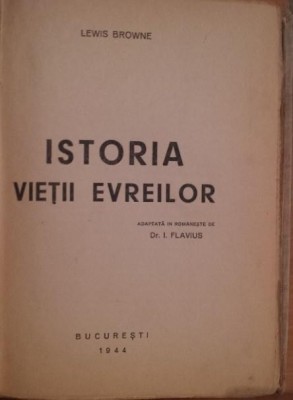 LEWIS BROWNE
ISTORIA
VIEȚII EVREILOR
ADAPTATĂ IN ROMÂNEȘTE DE
Dr. I. FLAVIUS
BUCUREȘTI
1944